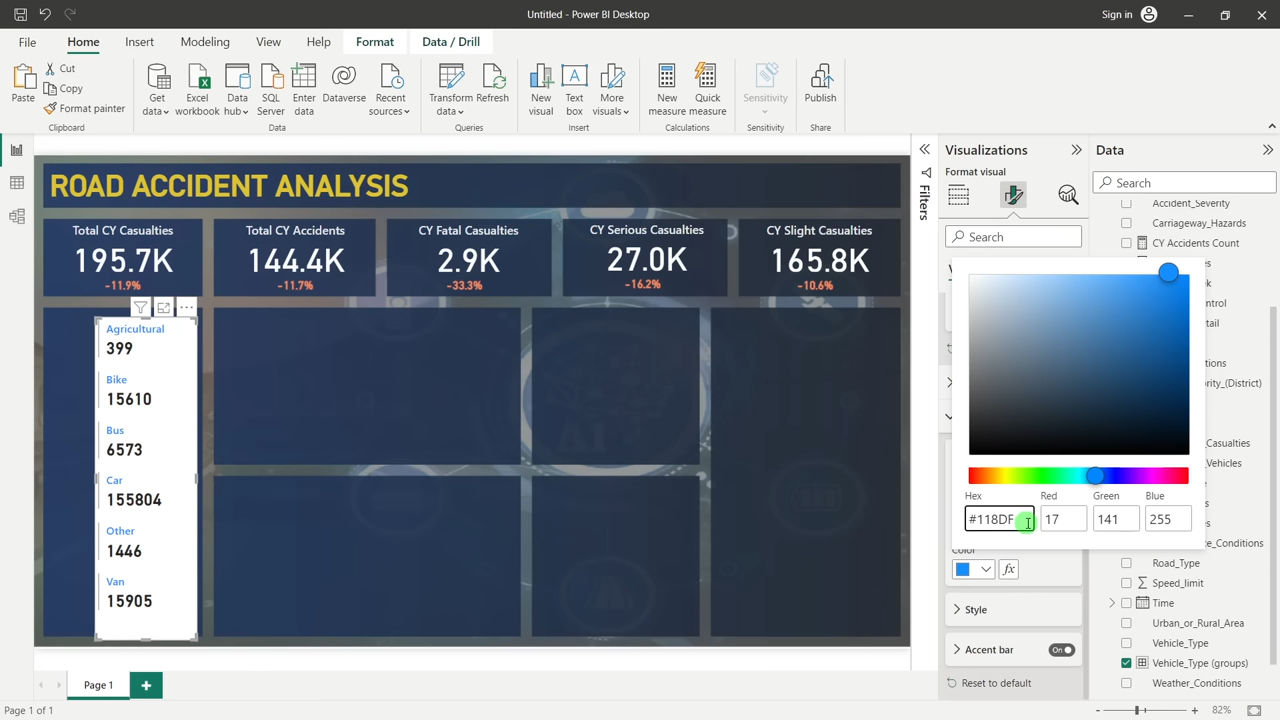 Untitled - Power BI Desktop
Sign in
File
Home
Insert
Modeling
View
Help
Format
Data / Drill
Paste
Cut
Copy
Format painter
Clipboard
Get data
Excel workbook
Data hub
SQL Server
Enter data
Dataverse
Recent sources
Data
Transform data
Refresh
Queries
New visual
Text box
More visuals
Insert
New measure
Quick measure
Calculations
Sensitivity
Sensitivity
Publish
Share
ROAD ACCIDENT ANALYSIS
Total CY Casualties
195.7K
-11.9%
Total CY Accidents
144.4K
-11.7%
CY Fatal Casualties
2.9K
-33.3%
CY Serious Casualties
27.0K
-16.2%
CY Slight Casualties
165.8K
-10.6%
Agricultural
399
Bike
15610
Bus
6573
Car
155804
Other
1446
Van
15905
Filters
Visualizations
Format visual
Search
Hex
Red
Green
Blue
#118DF
17
141
255
Color
fx
Style
Accent bar
On
Reset to default
Data
Search
Accident_Severity
Carriageway_Hazards
CY Accidents Count
ority_(District)
Casualties
Vehicles
e_Conditions
Road_Type
Speed_limit
Time
Urban_or_Rural_Area
Vehicle_Type
Vehicle_Type (groups)
Weather_Conditions
Page 1
Page 1 of 1
- + 82%